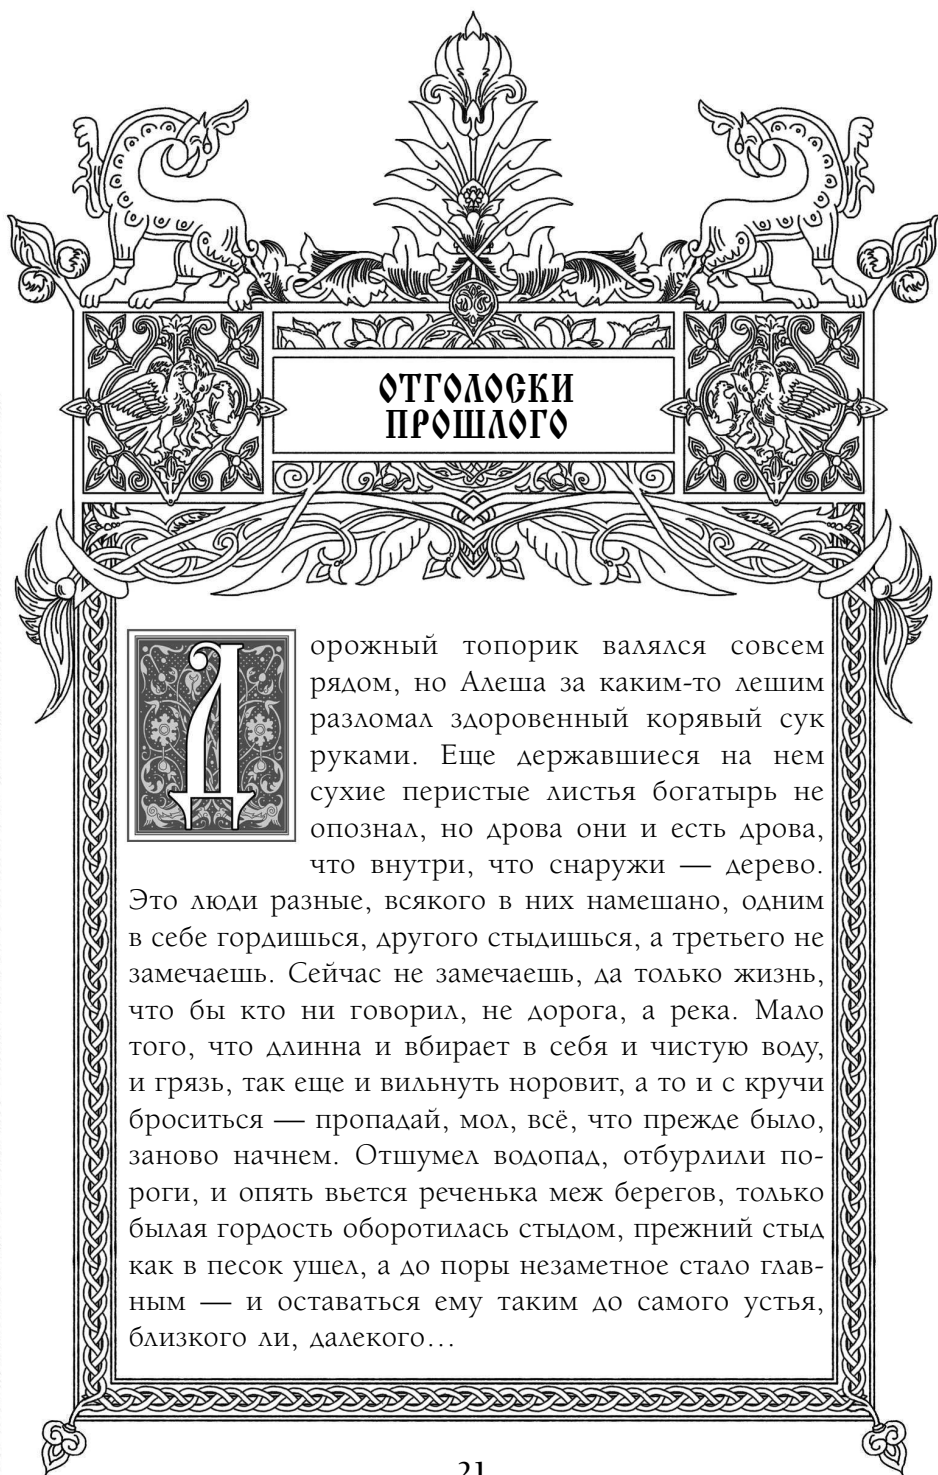 ОТГОЛОСКИ
ПРОШЛОГО
Дорожный топорик валялся совсем
рядом, но Алеша за каким-то лешим
разломал здоровенный корявый сук
руками. Еще державшиеся на нем
сухие перистые листья богатырь не
опознал, но дрова они и есть дрова,
что внутри, что снаружи — дерево.
Это люди разные, всякого в них намешано, одним
в себе гордишься, другого стыдишься, а третьего не
замечаешь. Сейчас не замечаешь, да только жизнь,
что бы кто ни говорил, не дорога, а река. Мало
того, что длинна и вбирает в себя и чистую воду,
и грязь, так еще и вильнуть норовит, а то и с кручи
броситься — пропадай, мол, всё, что прежде было,
заново начнем. Отшумел водопад, отбурлили по-
роги, и опять вьется реченька меж берегов, только
былая гордость оборотилась стыдом, прежний стыд
как в песок ушел, а до поры незаметное стало глав-
ным — и оставаться ему таким до самого устья,
близкого ли, далекого…
21